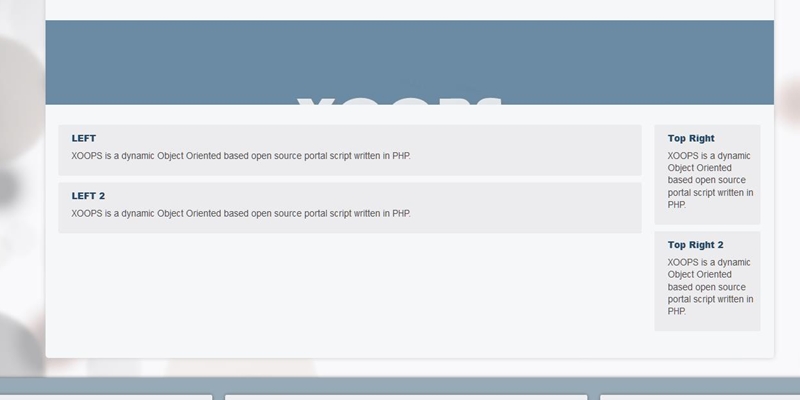 XOOPS
LEFT
XOOPS is a dynamic Object Oriented based open source portal script written in PHP.
LEFT 2
XOOPS is a dynamic Object Oriented based open source portal script written in PHP.
Top Right
XOOPS is a dynamic
Object Oriented
based open source
portal script written in
PHP.
Top Right 2
XOOPS is a dynamic
Object Oriented
based open source
portal script written in
PHP.